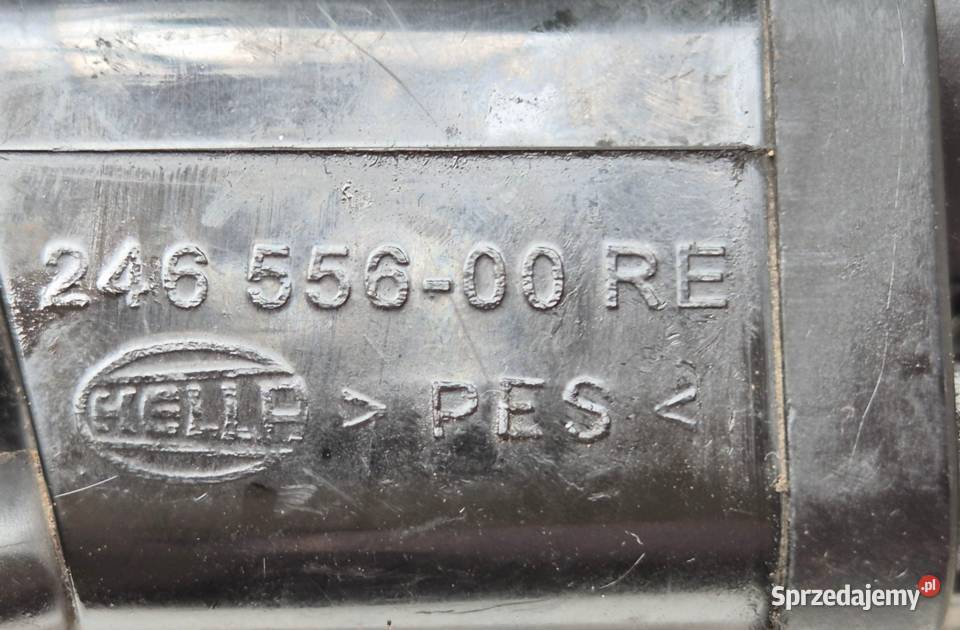 246 556-00 RE
HELLA > PES <
Sprzedajemy.pl